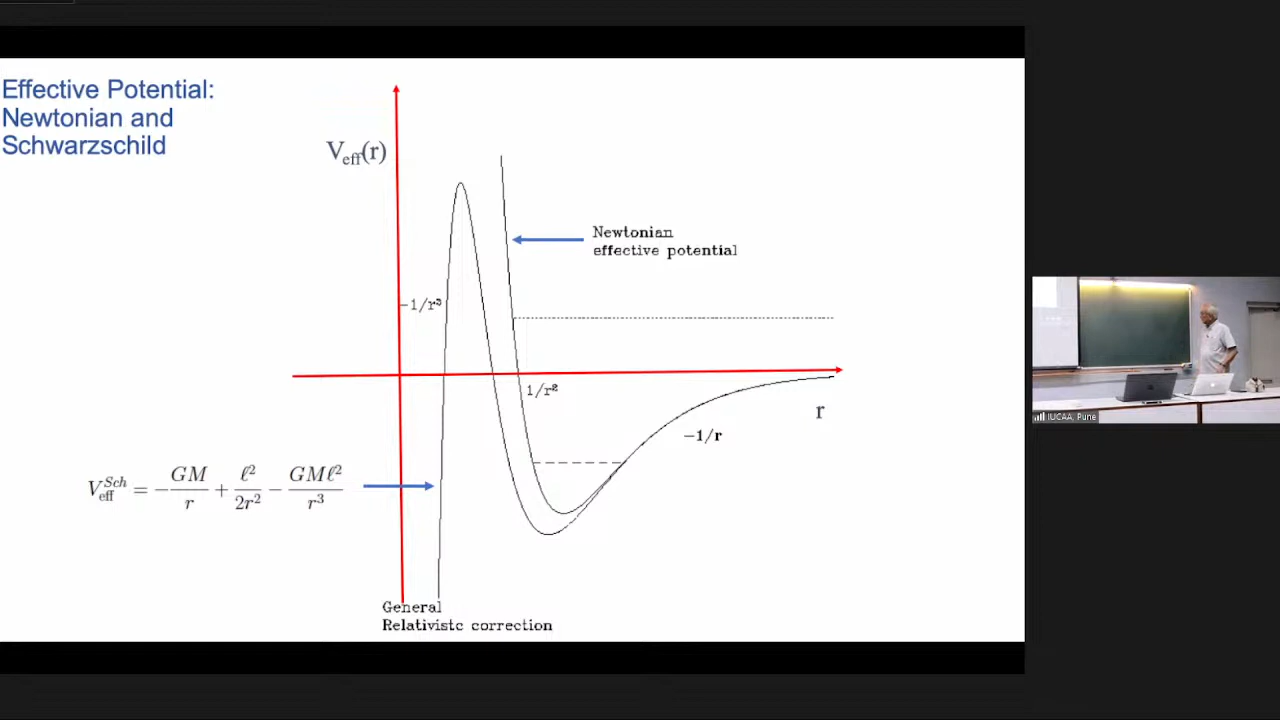 Effective Potential:
Newtonian and
Schwarzschild
V_eff(r)
Newtonian
effective potential
-1/r³
1/r²
r
-1/r
V_eff^Sch = -GM/r + ℓ²/2r² - GMℓ²/r³
General
Relativistc correction
IUCAA, Pune